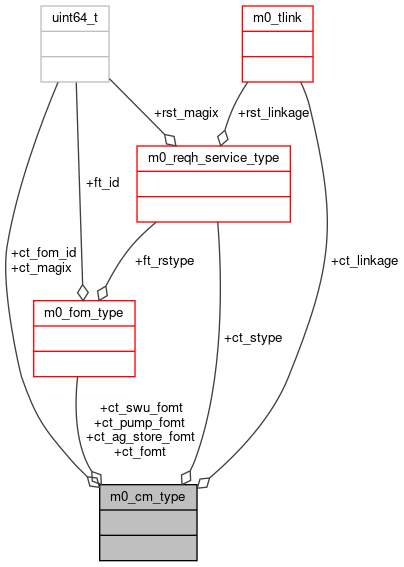 uint64_t
m0_tlink
+rst_magix
+rst_linkage
m0_reqh_service_type
+ft_id
+ct_fom_id
+ct_magix
+ft_rstype
+ct_linkage
m0_fom_type
+ct_stype
+ct_swu_fomt
+ct_pump_fomt
+ct_ag_store_fomt
+ct_fomt
m0_cm_type